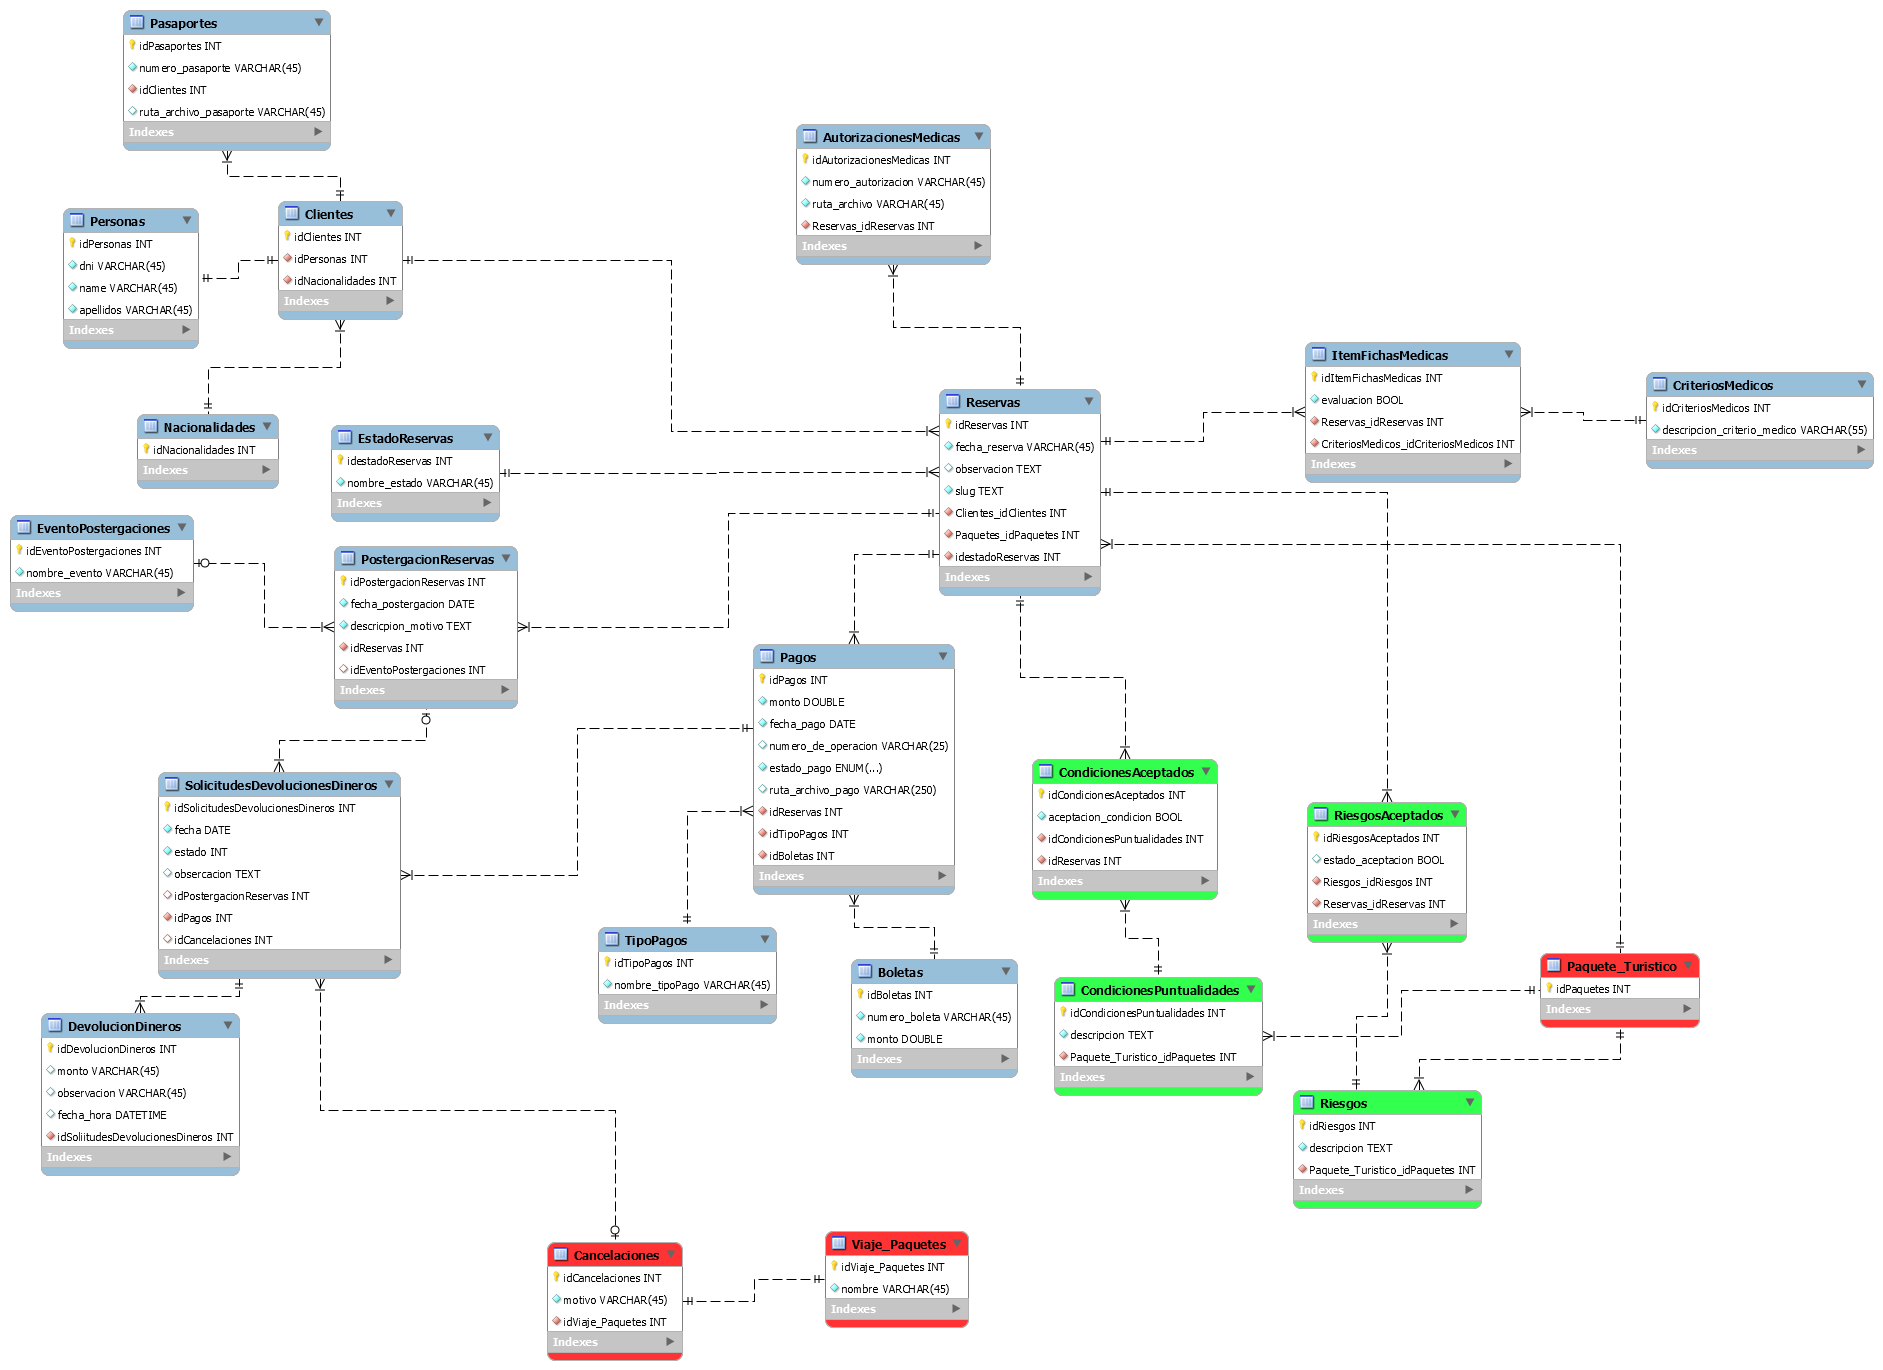 Pasaportes
idPasaportes INT
numero_pasaporte VARCHAR(45)
idClientes INT
ruta_archivo_pasaporte VARCHAR(45)
Indexes
Personas
idPersonas INT
dni VARCHAR(45)
name VARCHAR(45)
apellidos VARCHAR(45)
Indexes
Clientes
idClientes INT
idPersonas INT
idNacionalidades INT
Indexes
Nacionalidades
idNacionalidades INT
Indexes
AutorizacionesMedicas
idAutorizacionesMedicas INT
numero_autorizacion VARCHAR(45)
ruta_archivo VARCHAR(45)
Reservas_idReservas INT
Indexes
ItemFichasMedicas
idItemFichasMedicas INT
evaluacion BOOL
Reservas_idReservas INT
CriteriosMedicos_idCriteriosMedicos INT
Indexes
CriteriosMedicos
idCriteriosMedicos INT
descripcion_criterio_medico VARCHAR(55)
Indexes
Reservas
idReservas INT
fecha_reserva VARCHAR(45)
observacion TEXT
slug TEXT
Clientes_idClientes INT
Paquetes_idPaquetes INT
idestadoReservas INT
Indexes
EstadoReservas
idestadoReservas INT
nombre_estado VARCHAR(45)
Indexes
EventoPostergaciones
idEventoPostergaciones INT
nombre_evento VARCHAR(45)
Indexes
PostergacionReservas
idPostergacionReservas INT
fecha_postergacion DATE
descricpion_motivo TEXT
idReservas INT
idEventoPostergaciones INT
Indexes
Pagos
idPagos INT
monto DOUBLE
fecha_pago DATE
numero_de_operacion VARCHAR(25)
estado_pago ENUM(...)
ruta_archivo_pago VARCHAR(250)
idReservas INT
idTipoPagos INT
idBoletas INT
Indexes
SolicitudesDevolucionesDineros
idSolicitudesDevolucionesDineros INT
fecha DATE
estado INT
obsercacion TEXT
idPostergacionReservas INT
idPagos INT
idCancelaciones INT
Indexes
CondicionesAceptados
idCondicionesAceptados INT
aceptacion_condicion BOOL
idCondicionesPuntualidades INT
idReservas INT
Indexes
RiesgosAceptados
idRiesgosAceptados INT
estado_aceptacion BOOL
Riesgos_idRiesgos INT
Reservas_idReservas INT
Indexes
TipoPagos
idTipoPagos INT
nombre_tipoPago VARCHAR(45)
Indexes
Boletas
idBoletas INT
numero_boleta VARCHAR(45)
monto DOUBLE
Indexes
CondicionesPuntualidades
idCondicionesPuntualidades INT
descripcion TEXT
Paquete_Turistico_idPaquetes INT
Indexes
Paquete_Turistico
idPaquetes INT
Indexes
DevolucionDineros
idDevolucionDineros INT
monto VARCHAR(45)
observacion VARCHAR(45)
fecha_hora DATETIME
idSoliitudesDevolucionesDineros INT
Indexes
Riesgos
idRiesgos INT
descripcion TEXT
Paquete_Turistico_idPaquetes INT
Indexes
Cancelaciones
idCancelaciones INT
motivo VARCHAR(45)
idViaje_Paquetes INT
Indexes
Viaje_Paquetes
idViaje_Paquetes INT
nombre VARCHAR(45)
Indexes